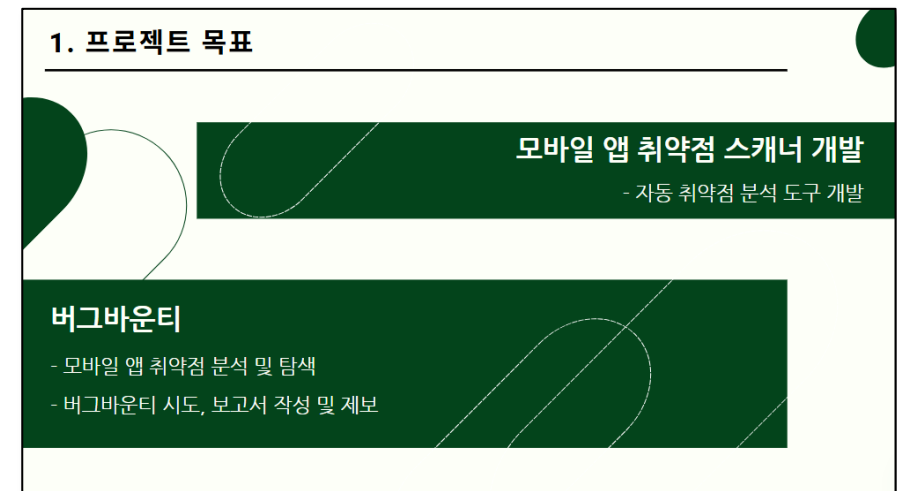 1. 프로젝트 목표
모바일 앱 취약점 스캐너 개발
- 자동 취약점 분석 도구 개발
버그바운티
- 모바일 앱 취약점 분석 및 탐색
- 버그바운티 시도, 보고서 작성 및 제보